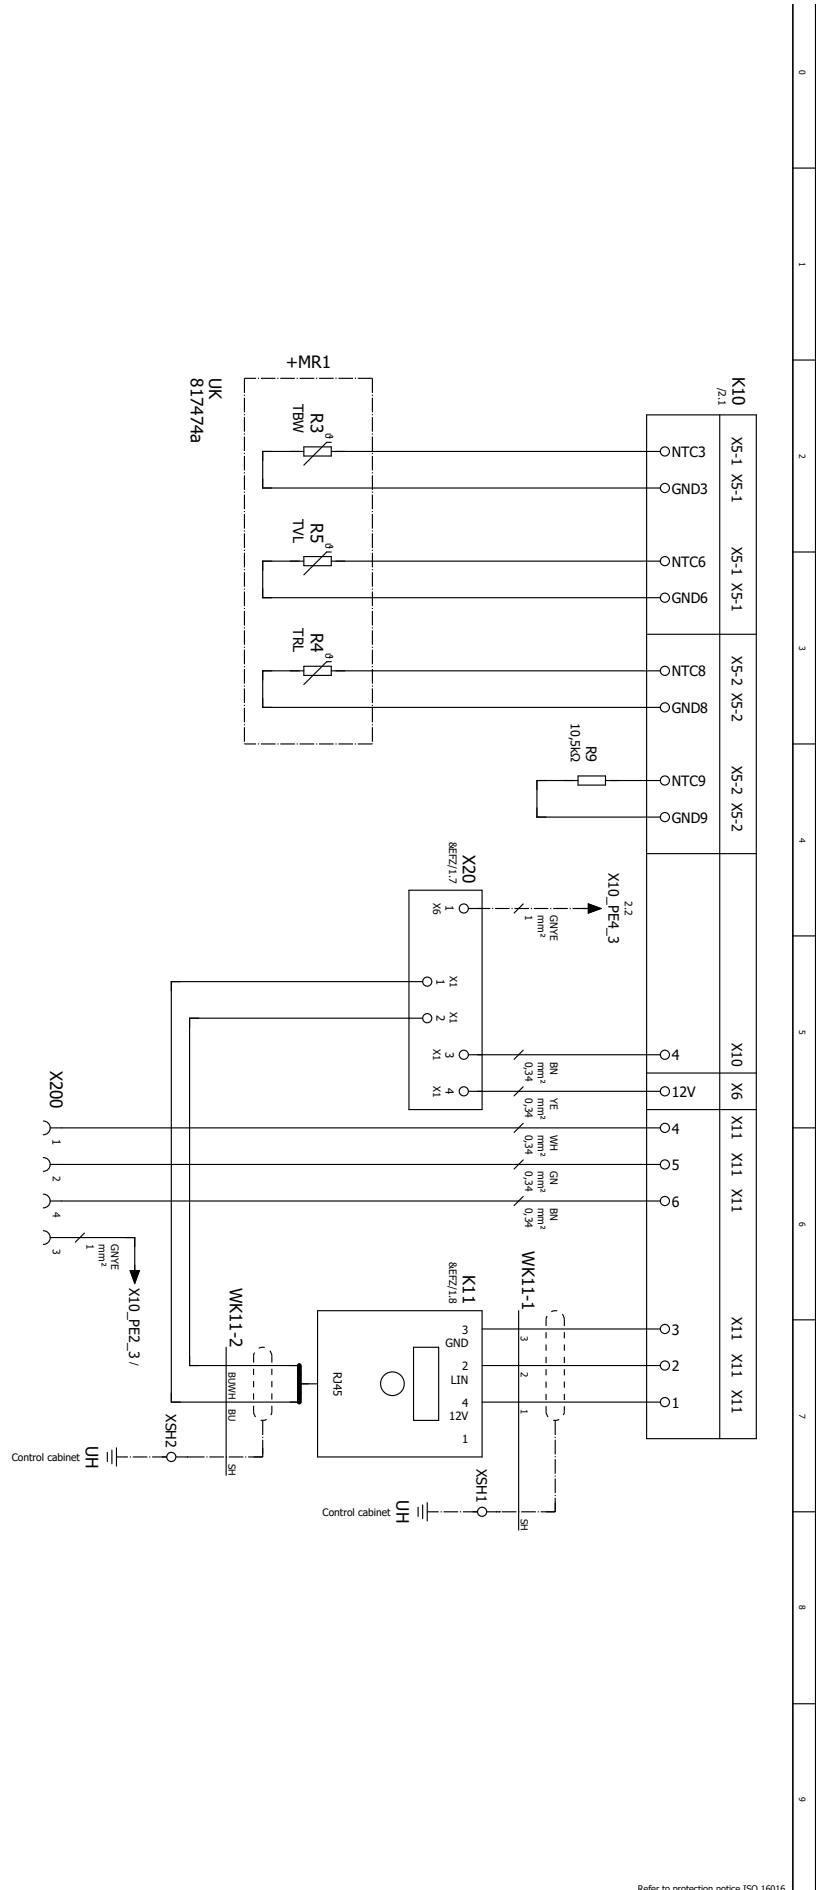 0
1
2
3
4
5
6
7
8
9
K10
/2.1
X5-1
X5-1
X5-1
X5-1
X5-2
X5-2
X5-2
X5-2
X10
X6
X11
X11
X11
X11
X11
X11
NTC3
GND3
NTC6
GND6
NTC8
GND8
NTC9
GND9
4
12V
4
5
6
3
2
1
+MR1
UK
817474a
R3
TBW
ϑ
R5
TVL
ϑ
R4
TRL
ϑ
R9
10,5kΩ
X20
&EFZ/1.7
X6
1
1
X1
2
X1
X1
3
X1
4
GNYE
1
mm²
2.2
X10_PE4_3
BN
0,34
mm²
YE
0,34
mm²
WH
0,34
mm²
GN
0,34
mm²
BN
0,34
mm²
X200
1
2
4
3
GNYE
1
mm²
X10_PE2_3 /
K11
&EFZ/1.8
3
GND
2
LIN
4
12V
1
RJ45
WK11-1
3
2
1
SH
XSH1
UH
Control cabinet
WK11-2
BUWH
BU
SH
XSH2
UH
Control cabinet
Refer to protection notice ISO 16016